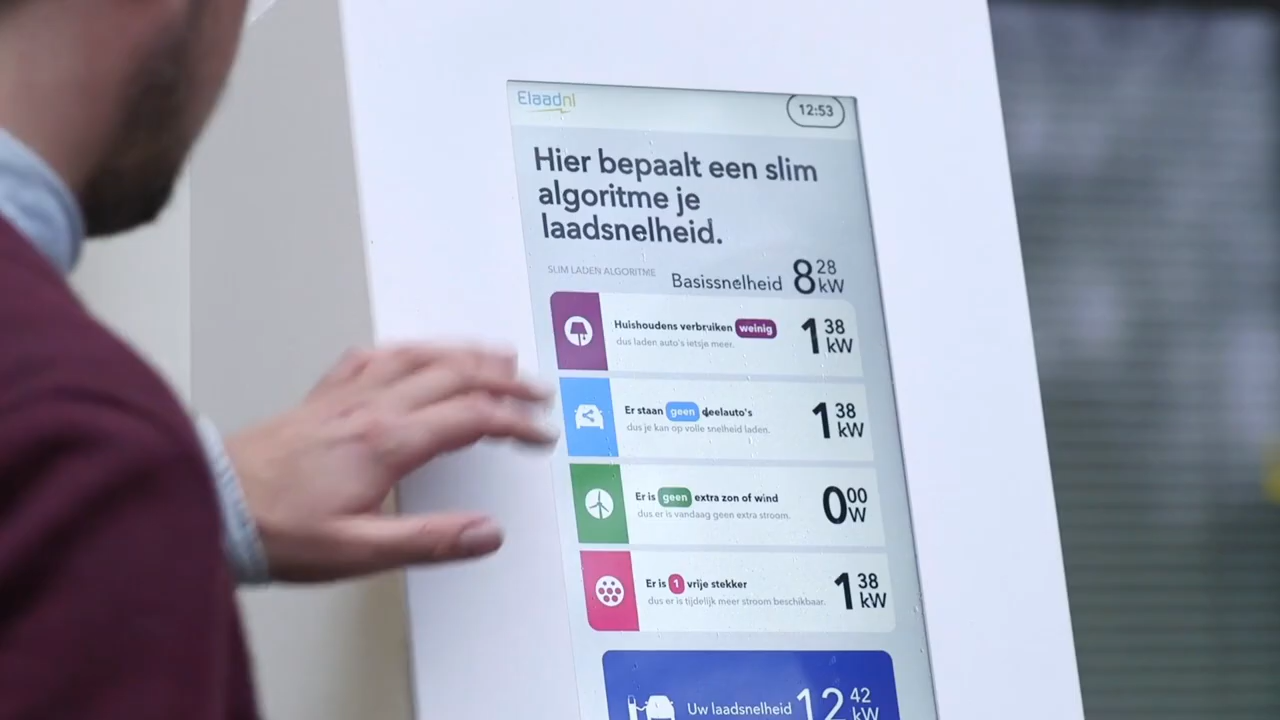 Elaadnl
12:53
Hier bepaalt een slim
algoritme je
laadsnelheid.
SLIM LADEN ALGORITME Basissnelheid 8 28 kW
Huishoudens verbruiken weinig
dus laden auto's ietsje meer.
1 38 kW
Er staan geen deelauto's
dus je kan op volle snelheid laden.
1 38 kW
Er is geen extra zon of wind
dus er is vandaag geen extra stroom.
0 00 W
Er is 1 vrije stekker
dus er is tijdelijk meer stroom beschikbaar.
1 38 kW
Uw laadsnelheid 12 42 kW